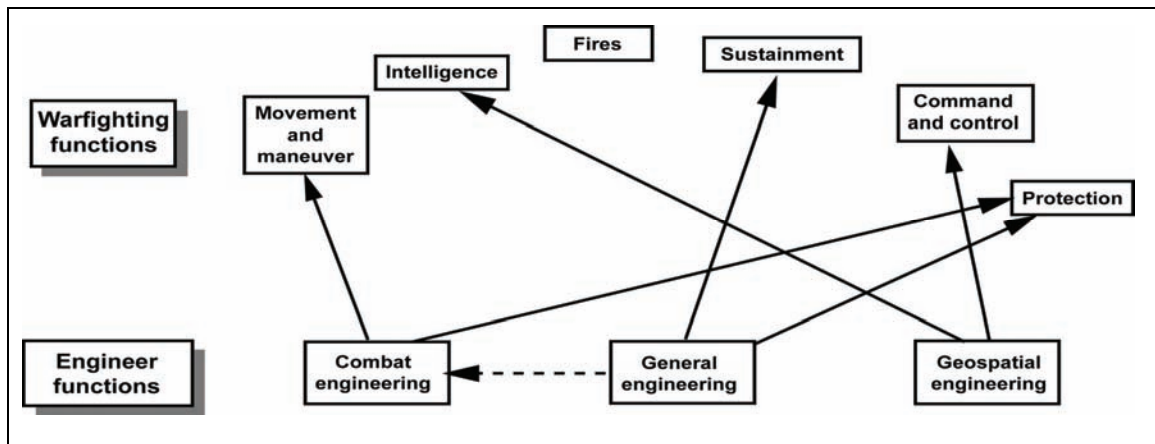 Fires
Sustainment
Intelligence
Command
and control
Warfighting
functions
Movement
and
maneuver
Protection
Engineer
functions
Combat
engineering
General
engineering
Geospatial
engineering